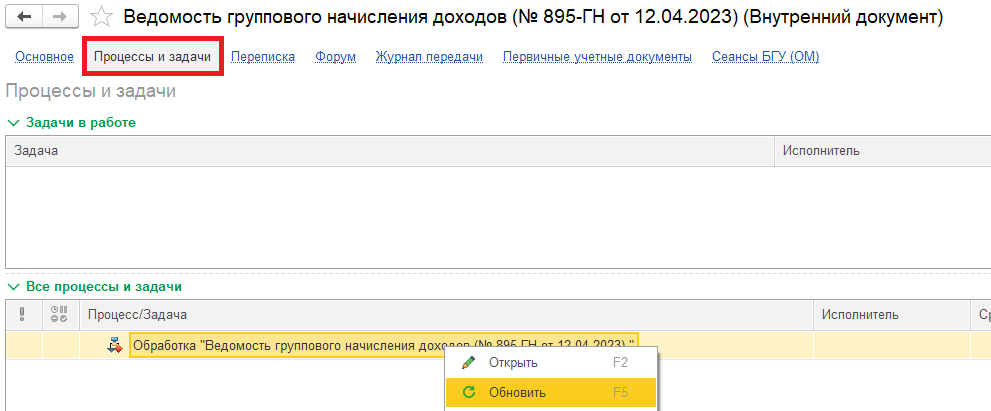 Ведомость группового начисления доходов (№ 895-ГН от 12.04.2023) (Внутренний документ)
Основное Процессы и задачи Переписка Форум Журнал передачи Первичные учетные документы Сеансы БГУ (ОМ)
Процессы и задачи
Задачи в работе
Задача Исполнитель
Все процессы и задачи
Процесс/Задача Исполнитель Ср
Обработка "Ведомость группового начисления доходов (№ 895-ГН от 12.04.2023) "
Открыть F2
Обновить F5